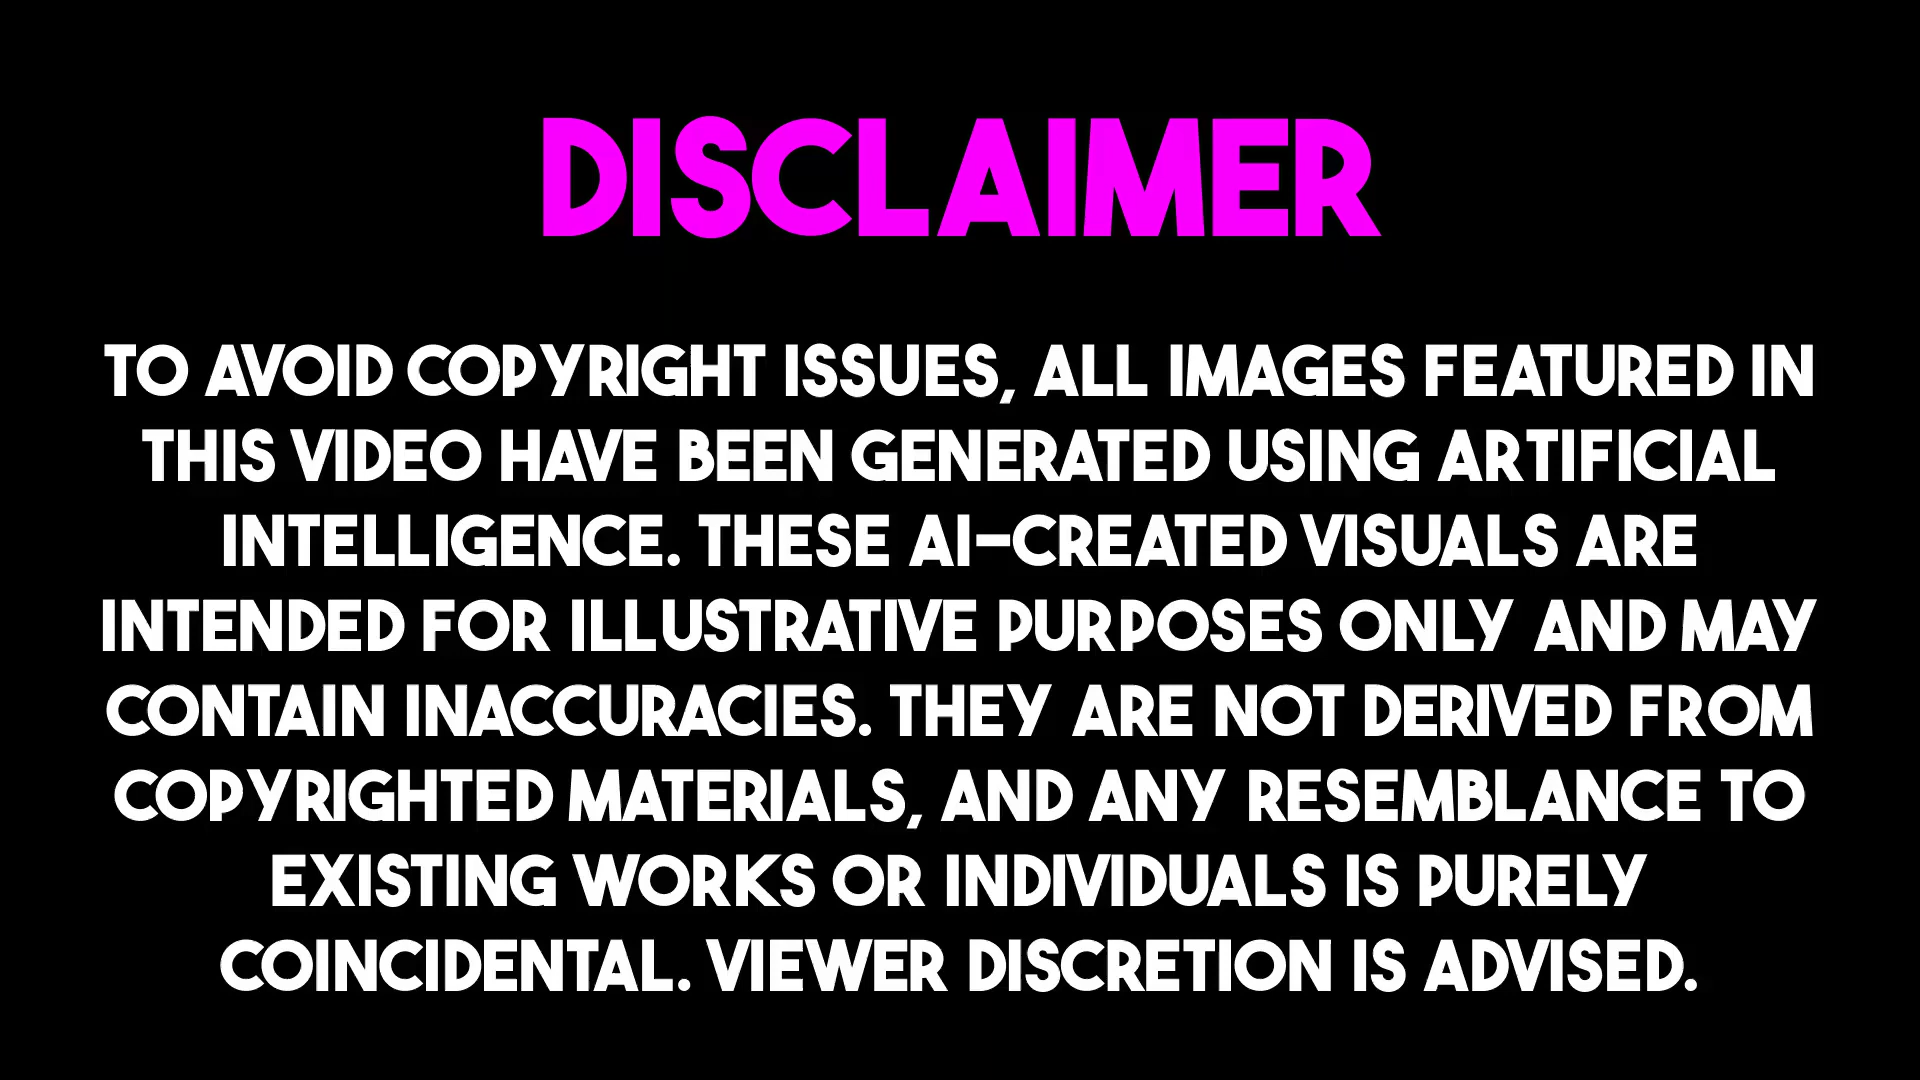 DISCLAIMER
TO AVOID COPYRIGHT ISSUES, ALL IMAGES FEATURED IN
THIS VIDEO HAVE BEEN GENERATED USING ARTIFICIAL
INTELLIGENCE. THESE AI-CREATED VISUALS ARE
INTENDED FOR ILLUSTRATIVE PURPOSES ONLY AND MAY
CONTAIN INACCURACIES. THEY ARE NOT DERIVED FROM
COPYRIGHTED MATERIALS, AND ANY RESEMBLANCE TO
EXISTING WORKS OR INDIVIDUALS IS PURELY
COINCIDENTAL. VIEWER DISCRETION IS ADVISED.